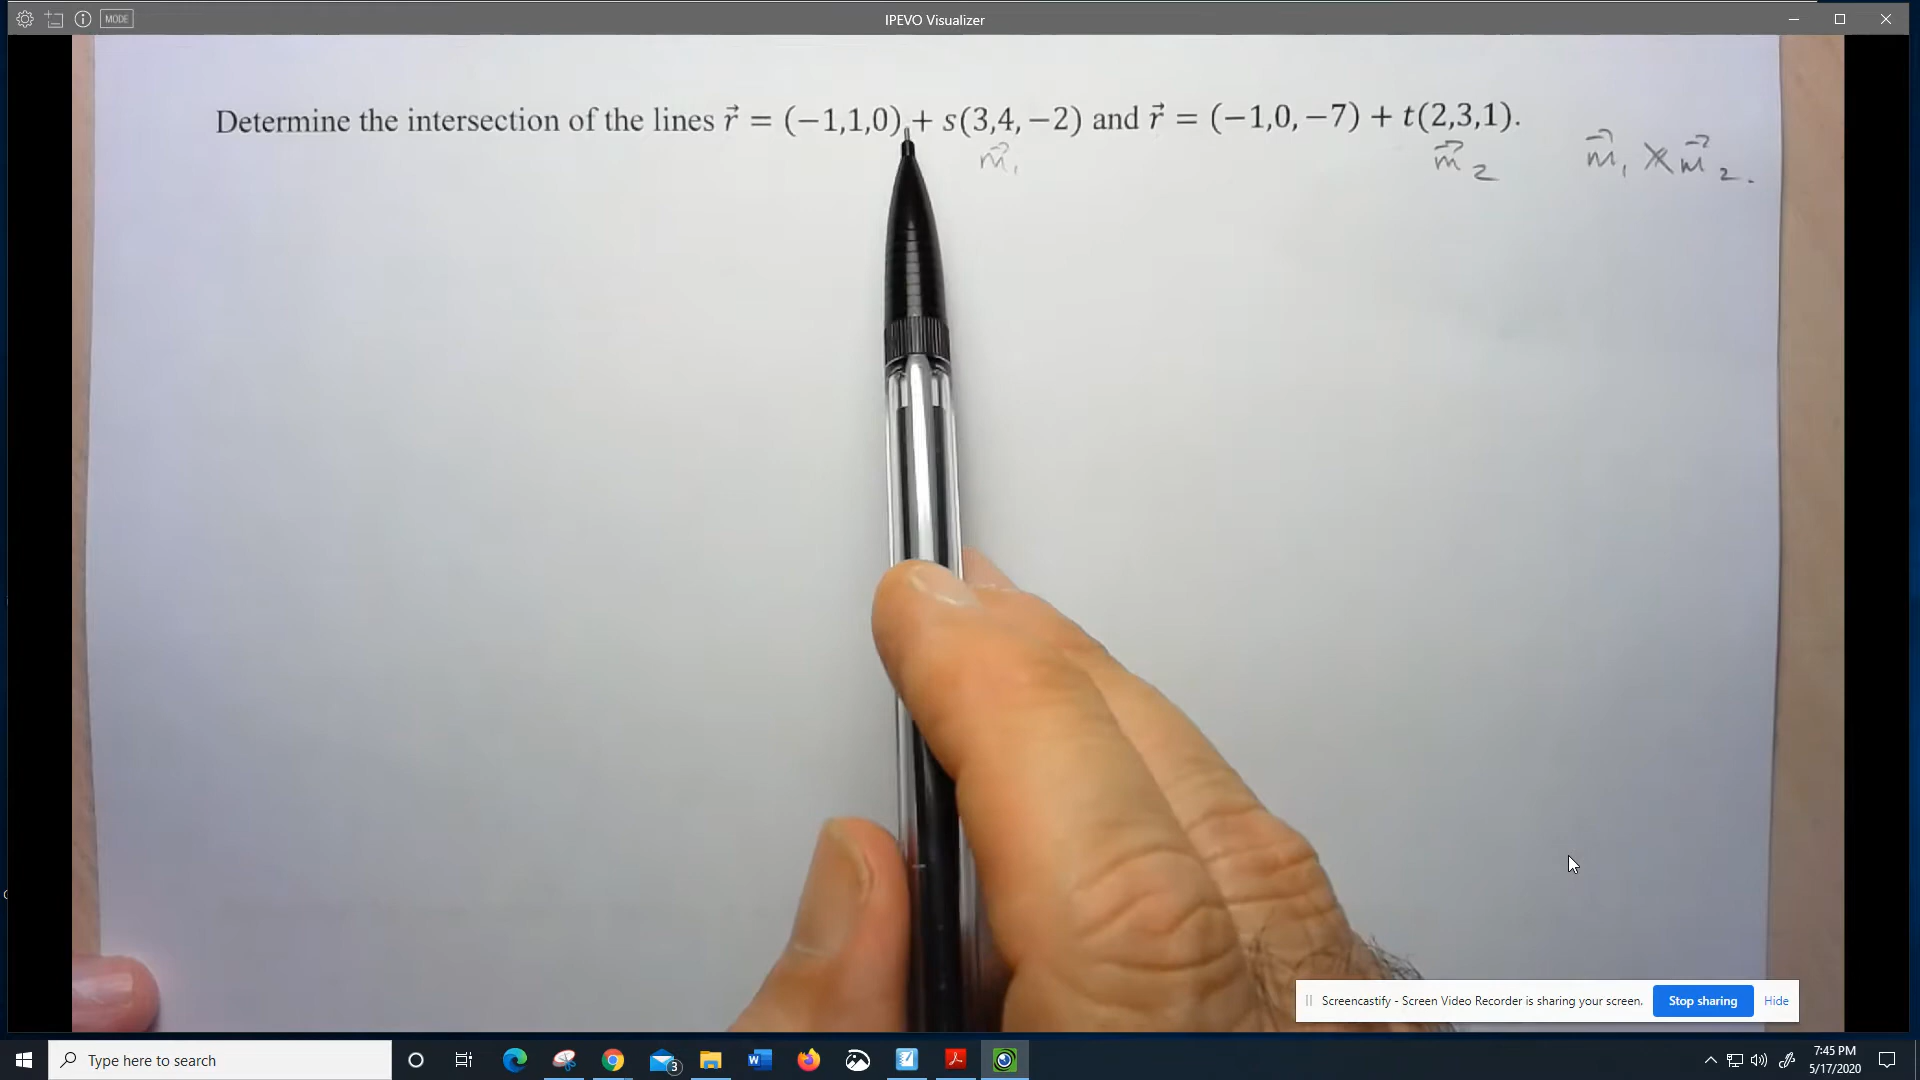 MODE
IPEVO Visualizer
Determine the intersection of the lines r⃗ = (−1,1,0) + s(3,4, −2) and r⃗ = (−1,0, −7) + t(2,3,1).
m⃗₁ m⃗₂ m⃗₁ ∦ m⃗₂.
Screencastify - Screen Video Recorder is sharing your screen. Stop sharing Hide
Type here to search
3
7:45 PM
5/17/2020